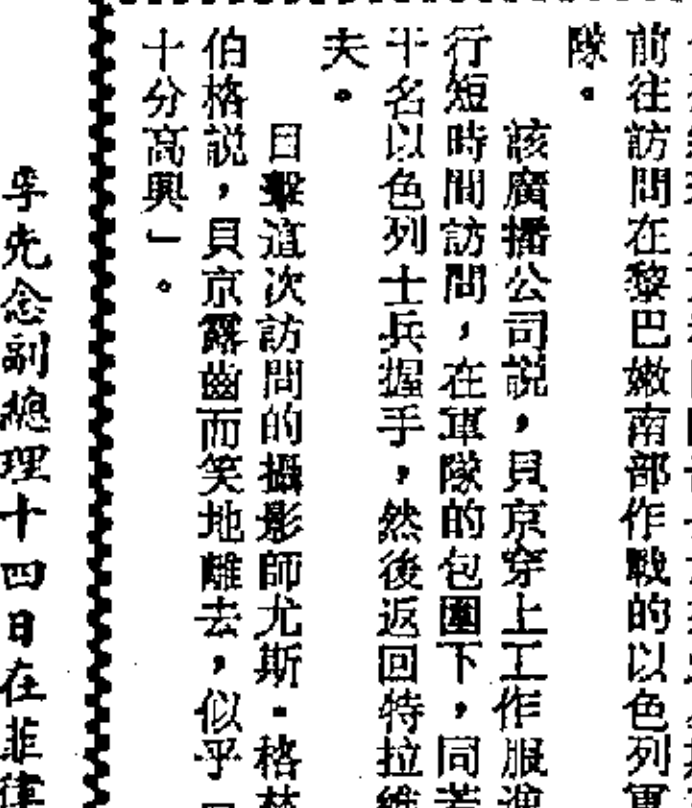 前往訪問在黎巴嫩南部作戰的以色列軍
隊。
該廣播公司説，貝京穿上工作服進
行短時間訪問，在軍隊的包圍下，同若
干名以色列士兵握手，然後返回特拉維
夫。
目擊這次訪問的攝影師尤斯·格林
伯格説，貝京露齒而笑地離去，似乎「
十分高興」。
李先念副總理十四日在菲律